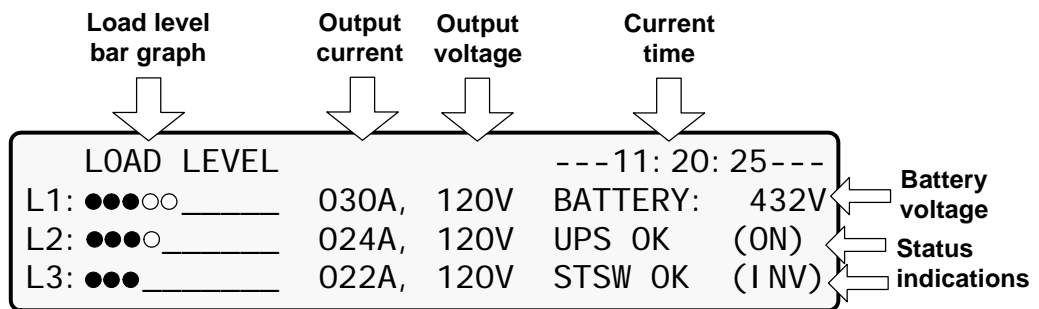 Load level bar graph
Output current
Output voltage
Current time
LOAD LEVEL ---11:20:25---
L1: ●●●○○_____ 030A, 120V BATTERY: 432V
L2: ●●●○______ 024A, 120V UPS OK (ON)
L3: ●●●_______ 022A, 120V STSW OK (INV)
Battery voltage
Status indications